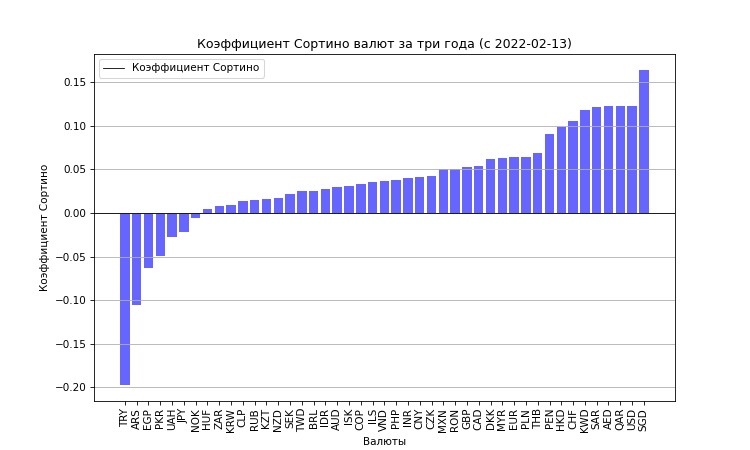 Коэффициент Сортино валют за три года (с 2022-02-13)
Коэффициент Сортино
Коэффициент Сортино
0.15
0.10
0.05
0.00
−0.05
−0.10
−0.15
−0.20
TRY
ARS
EGP
PKR
UAH
JPY
NOK
HUF
ZAR
KRW
CLP
RUB
KZT
NZD
SEK
TWD
BRL
IDR
AUD
ISK
COP
ILS
VND
PHP
INR
CNY
CZK
MXN
RON
GBP
CAD
DKK
MYR
EUR
PLN
THB
PEN
HKD
CHF
KWD
SAR
AED
QAR
USD
SGD
Валюты